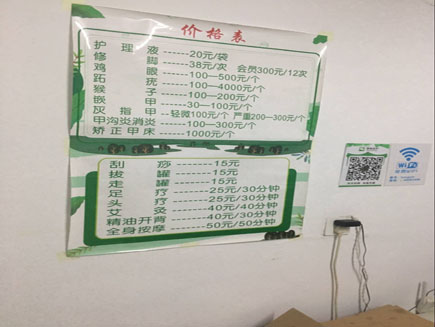 价格表
护理液------20元/袋
修脚------38元/次 会员300元/12次
鸡眼------100—500元/个
跖疣------100—4000元/个
猴子------100—200元/个
嵌甲------30—100元/个
灰指甲------轻微100元/个 严重200—300元/个
甲沟炎消炎------100—300元/个
矫正甲床------1000元/个
刮痧------15元
拔罐------15元
走罐------15元
足疗------25元/30分钟
头疗------25元/30分钟
艾灸------40元/40分钟
精油开背------40元/30分钟
全身按摩------50元/50分钟
WiFi